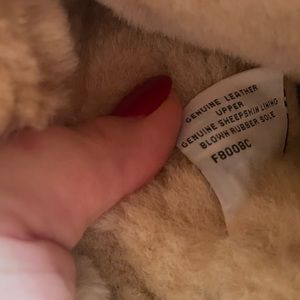 GENUINE LEATHER
UPPER
GENUINE SHEEPSKIN LINING
BLOWN RUBBER SOLE
F8008C